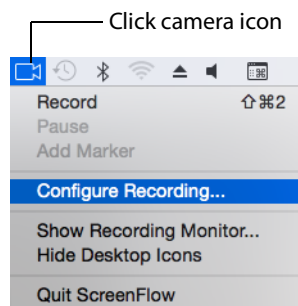 Click camera icon
Record ⇧⌘2
Pause
Add Marker
Configure Recording...
Show Recording Monitor...
Hide Desktop Icons
Quit ScreenFlow